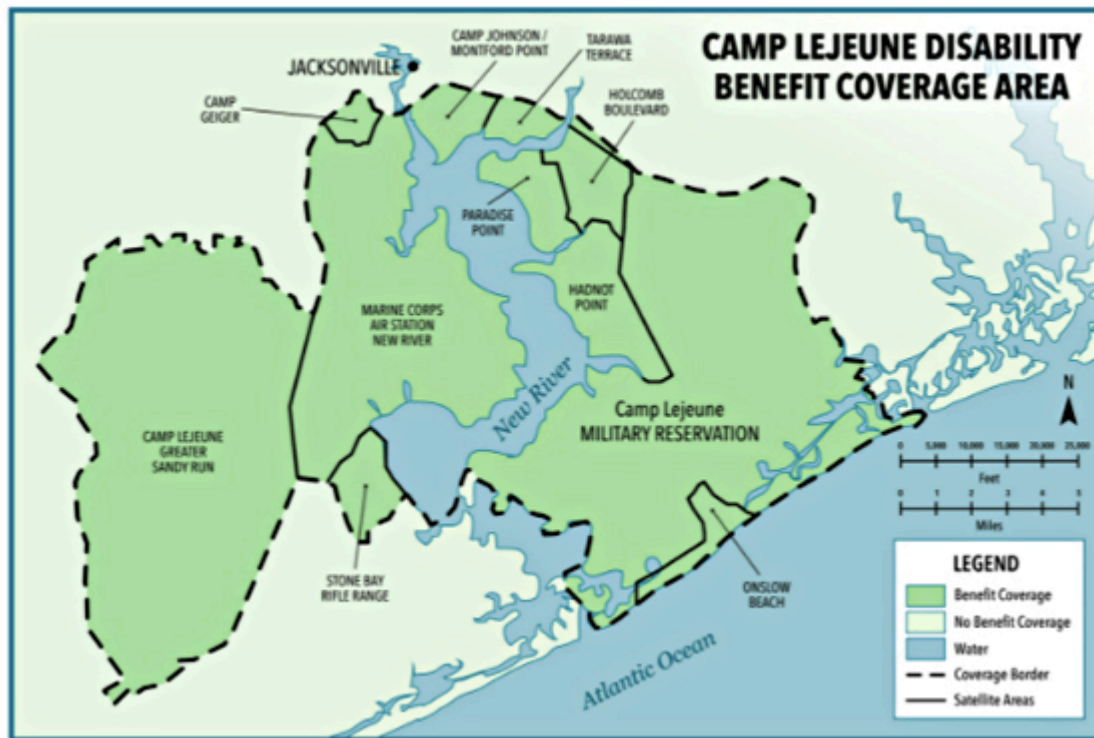 CAMP LEJEUNE DISABILITY
BENEFIT COVERAGE AREA
JACKSONVILLE
CAMP JOHNSON /
MONTFORD POINT
TARAWA
TERRACE
HOLCOMB
BOULEVARD
CAMP
GEIGER
PARADISE
POINT
HADNOT
POINT
MARINE CORPS
AIR STATION
NEW RIVER
New River
Camp Lejeune
MILITARY RESERVATION
CAMP LEJEUNE
GREATER
SANDY RUN
STONE BAY
RIFLE RANGE
ONSLOW
BEACH
Atlantic Ocean
N
0 5,000 10,000 15,000 20,000 25,000
Feet
0 1 2 3 4 5
Miles
LEGEND
Benefit Coverage
No Benefit Coverage
Water
Coverage Border
Satellite Areas